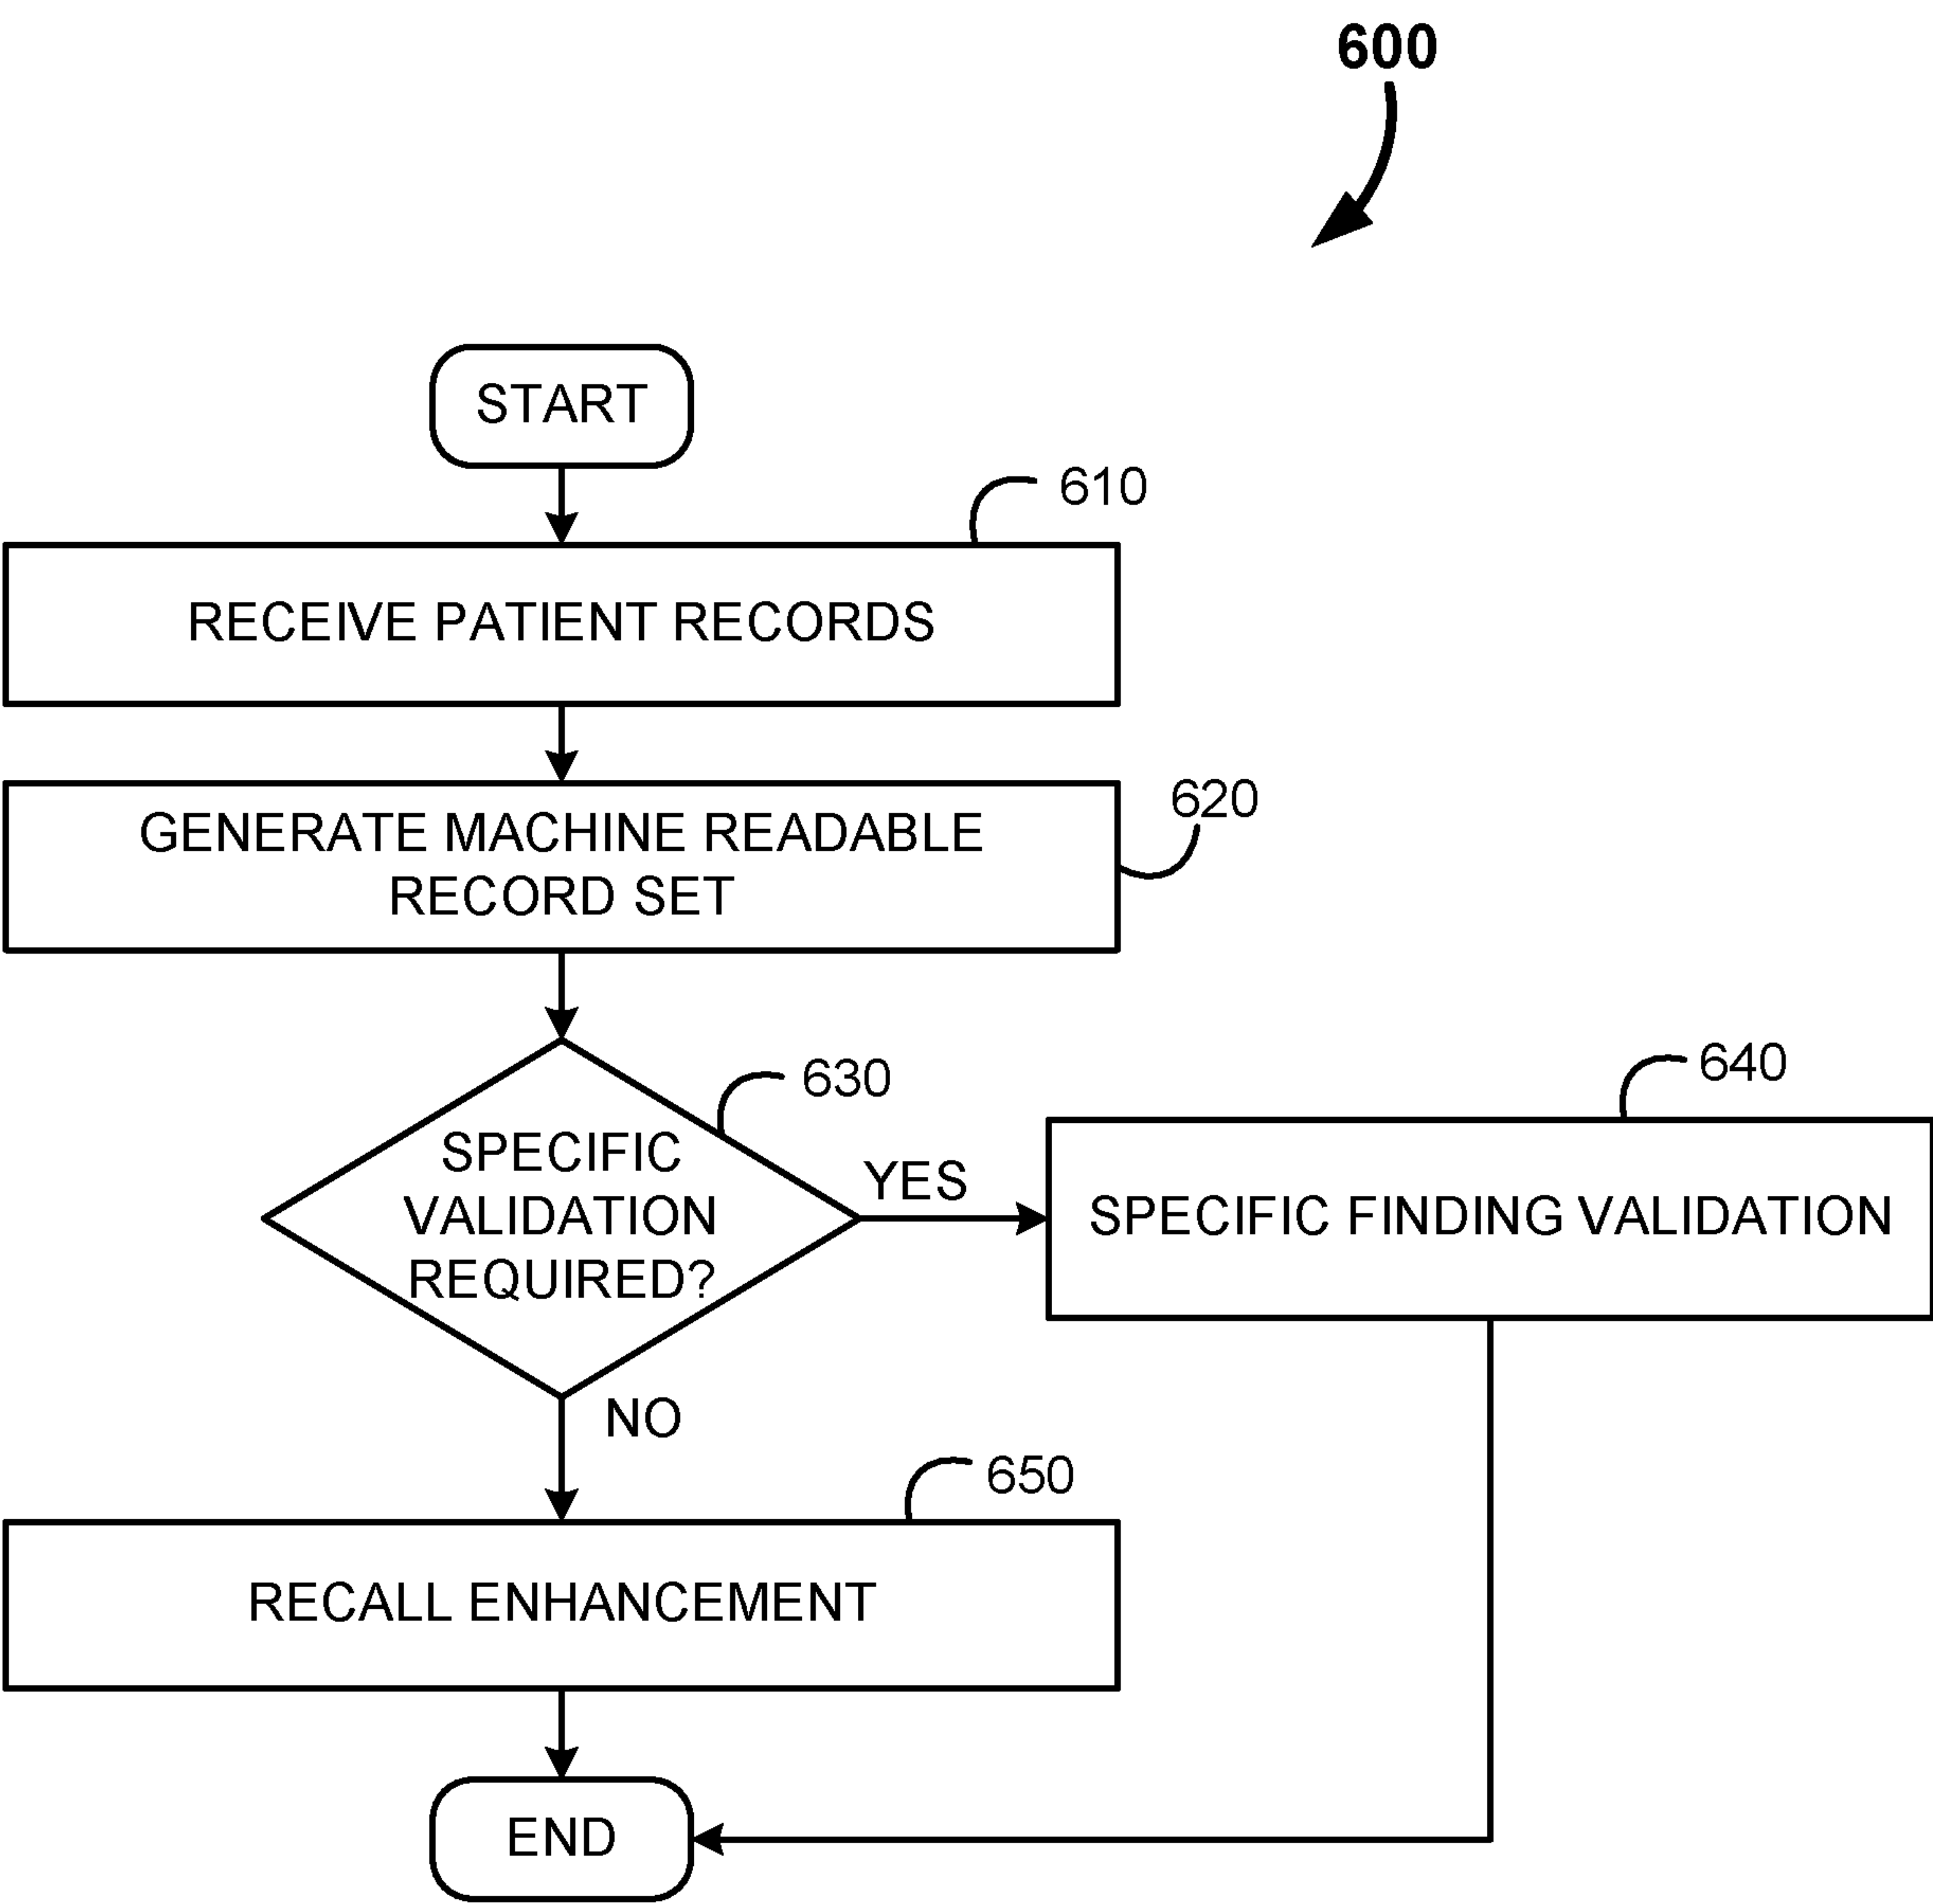 600
START
610
RECEIVE PATIENT RECORDS
620
GENERATE MACHINE READABLE
RECORD SET
630
SPECIFIC
VALIDATION
REQUIRED?
YES
640
SPECIFIC FINDING VALIDATION
NO
650
RECALL ENHANCEMENT
END